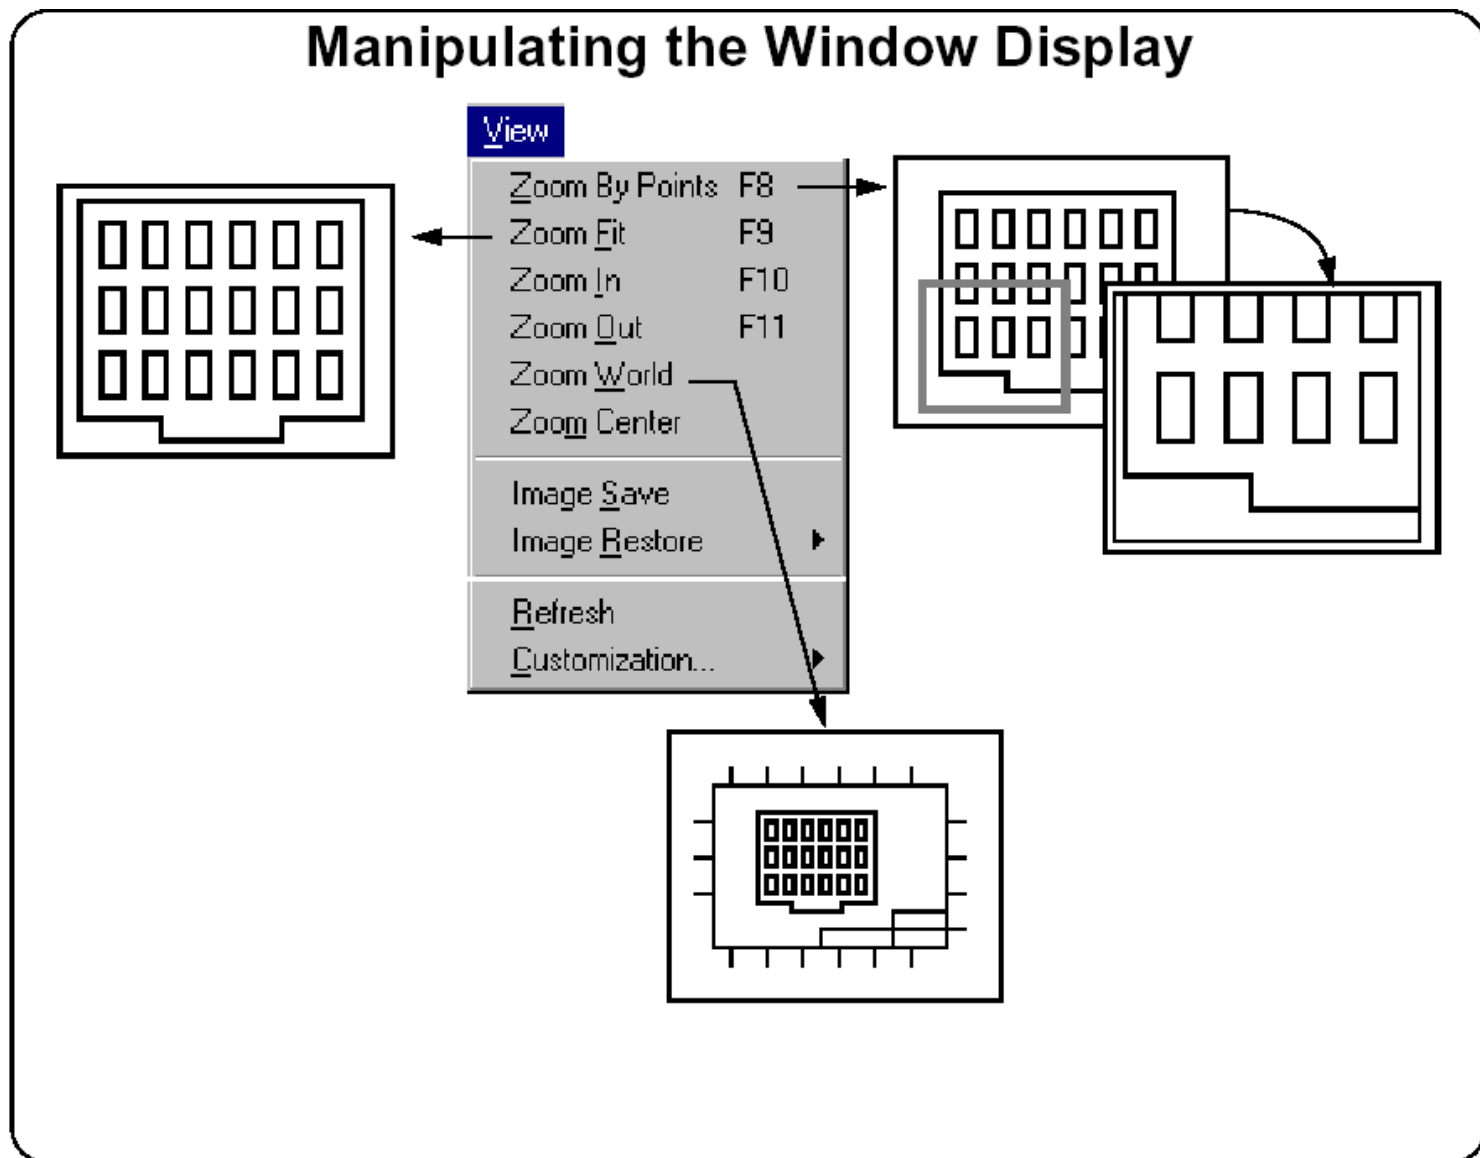 Manipulating the Window Display
View
Zoom By Points F8
Zoom Fit F9
Zoom In F10
Zoom Out F11
Zoom World
Zoom Center
Image Save
Image Restore
Refresh
Customization...